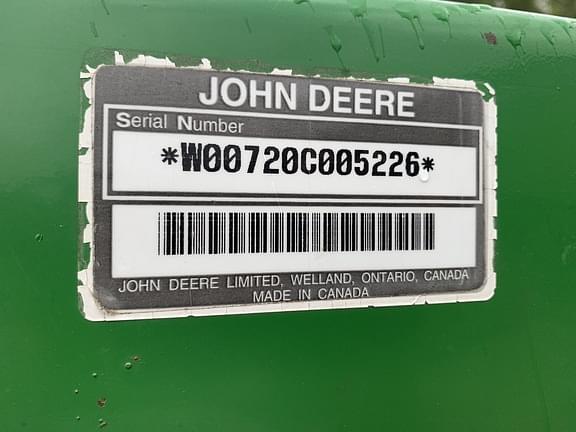 JOHN DEERE
Serial Number
*W00720C005226*
JOHN DEERE LIMITED, WELLAND, ONTARIO, CANADA
MADE IN CANADA